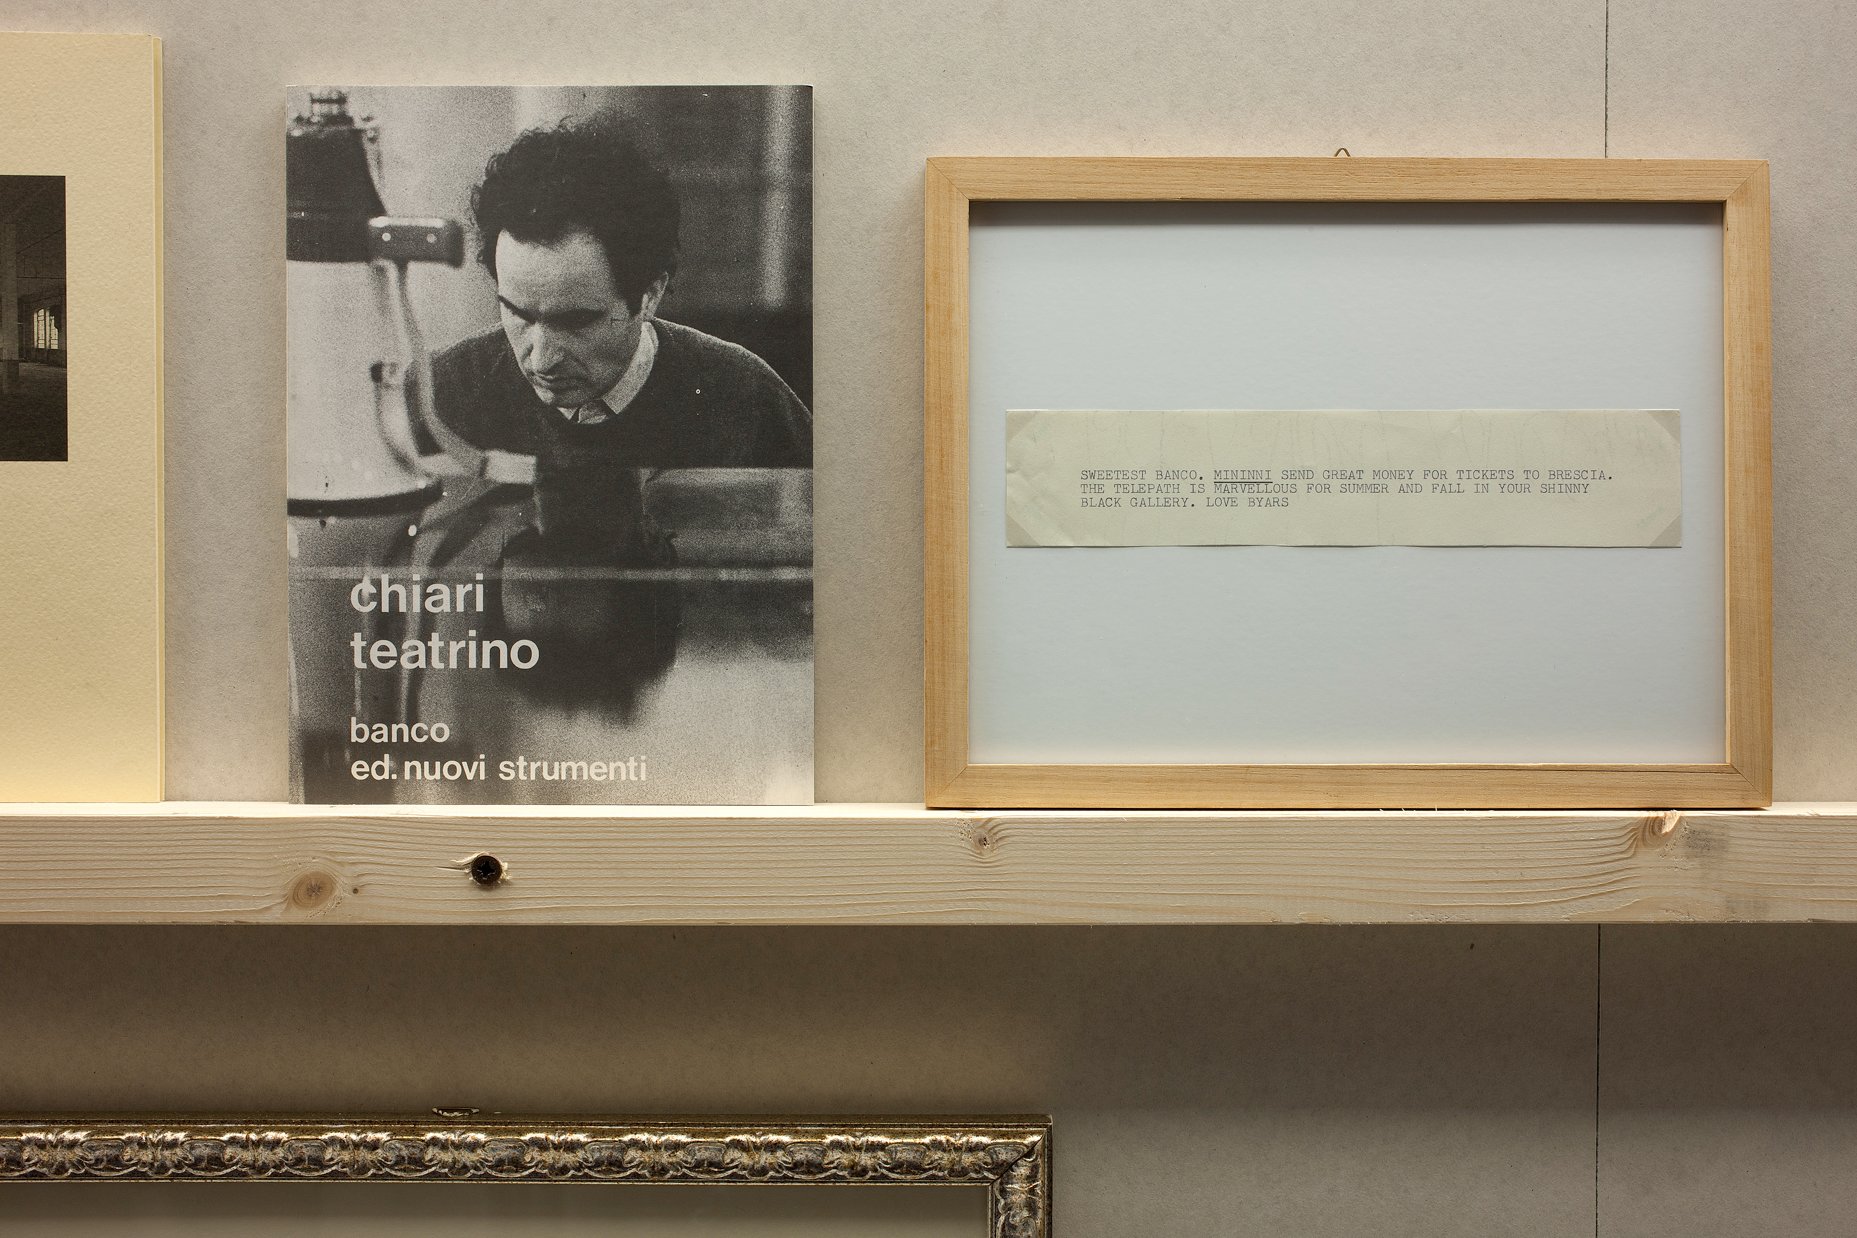 chiari
teatrino
banco
ed. nuovi strumenti
SWEETEST BANCO. MININNI SEND GREAT MONEY FOR TICKETS TO BRESCIA.
THE TELEPATH IS MARVELLOUS FOR SUMMER AND FALL IN YOUR SHINNY
BLACK GALLERY. LOVE BYARS